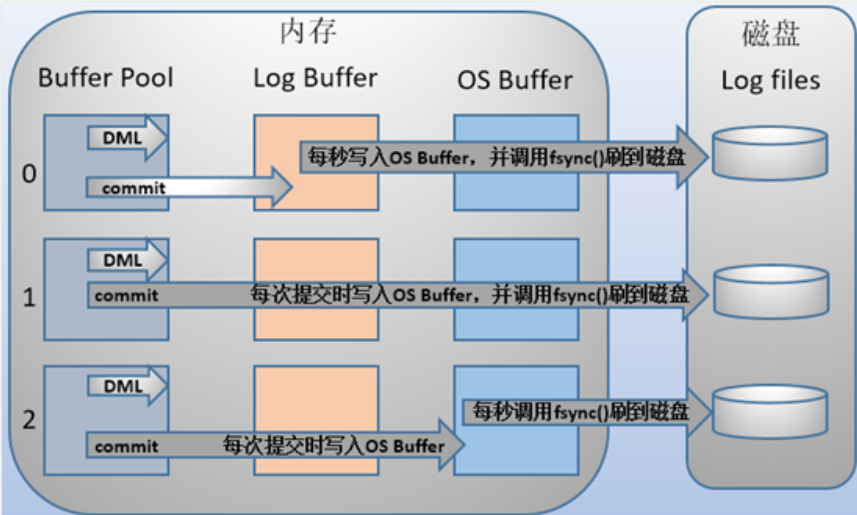 内存
磁盘
Buffer Pool
Log Buffer
OS Buffer
Log files
0
DML
每秒写入OS Buffer，并调用fsync()刷到磁盘
commit
1
DML
commit
每次提交时写入OS Buffer，并调用fsync()刷到磁盘
2
DML
每秒调用fsync()刷到磁盘
commit
每次提交时写入OS Buffer